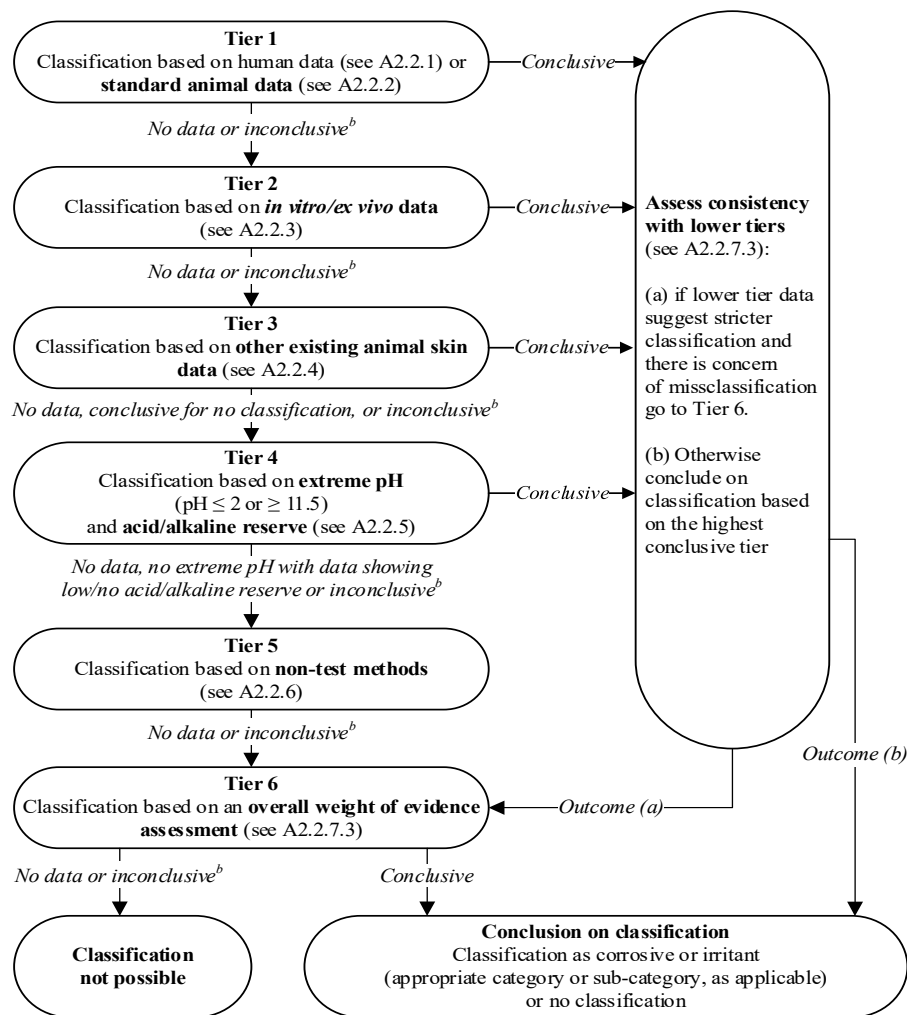 Tier 1
Classification based on human data (see A2.2.1) or
standard animal data (see A2.2.2)
Conclusive
No data or inconclusiveᵇ
Tier 2
Classification based on in vitro/ex vivo data
(see A2.2.3)
Conclusive
No data or inconclusiveᵇ
Tier 3
Classification based on other existing animal skin
data (see A2.2.4)
Conclusive
No data, conclusive for no classification, or inconclusiveᵇ
Tier 4
Classification based on extreme pH
(pH ≤ 2 or ≥ 11.5)
and acid/alkaline reserve (see A2.2.5)
Conclusive
No data, no extreme pH with data showing
low/no acid/alkaline reserve or inconclusiveᵇ
Tier 5
Classification based on non-test methods
(see A2.2.6)
No data or inconclusiveᵇ
Tier 6
Classification based on an overall weight of evidence
assessment (see A2.2.7.3)
Assess consistency
with lower tiers
(see A2.2.7.3):
(a) if lower tier data
suggest stricter
classification and
there is concern
of missclassification
go to Tier 6.
(b) Otherwise
conclude on
classification based
on the highest
conclusive tier
Outcome (a)
Outcome (b)
No data or inconclusiveᵇ
Conclusive
Classification
not possible
Conclusion on classification
Classification as corrosive or irritant
(appropriate category or sub-category, as applicable)
or no classification